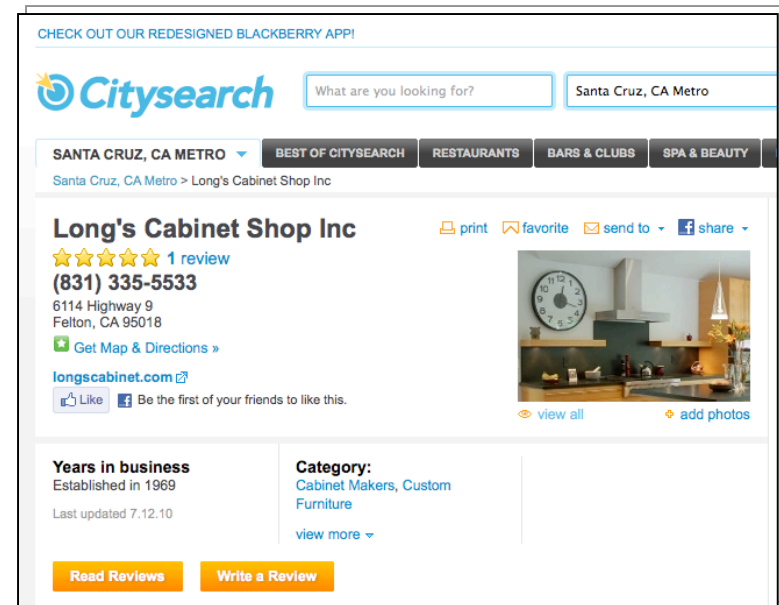 CHECK OUT OUR REDESIGNED BLACKBERRY APP!
Citysearch
What are you looking for?
Santa Cruz, CA Metro
SANTA CRUZ, CA METRO
BEST OF CITYSEARCH
RESTAURANTS
BARS & CLUBS
SPA & BEAUTY
Santa Cruz, CA Metro > Long's Cabinet Shop Inc
Long's Cabinet Shop Inc
print
favorite
send to
share
1 review
(831) 335-5533
6114 Highway 9
Felton, CA 95018
Get Map & Directions »
longscabinet.com
Like
Be the first of your friends to like this.
view all
add photos
Years in business
Established in 1969
Last updated 7.12.10
Category:
Cabinet Makers, Custom
Furniture
view more
Read Reviews
Write a Review